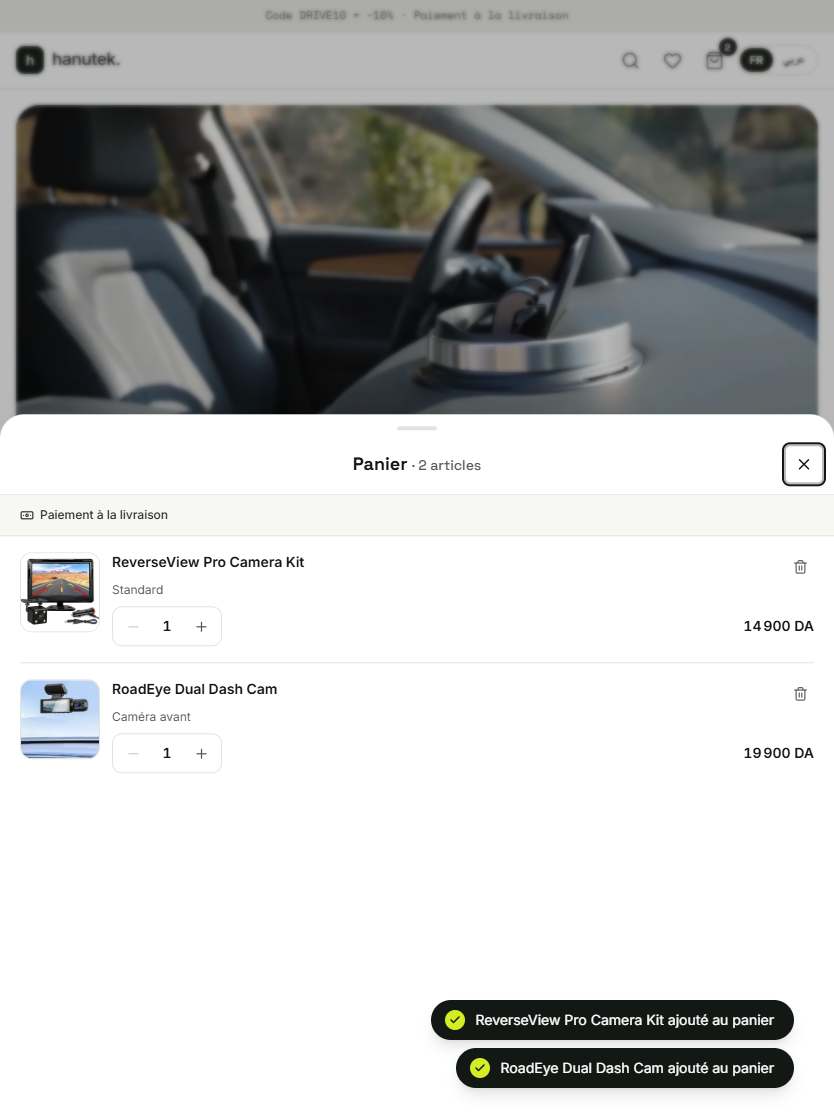 Code DRIVE10 = -10% · Paiement à la livraison
h hanutek.
2
FR عربي
Panier · 2 articles
Paiement à la livraison
ReverseView Pro Camera Kit
Standard
1
14 900 DA
RoadEye Dual Dash Cam
Caméra avant
1
19 900 DA
ReverseView Pro Camera Kit ajouté au panier
RoadEye Dual Dash Cam ajouté au panier